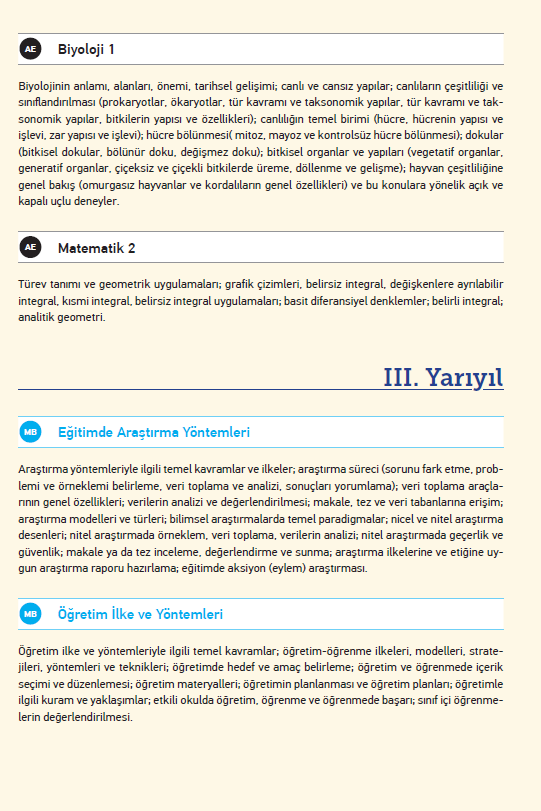 AE Biyoloji 1
Biyolojinin anlamı, alanları, önemi, tarihsel gelişimi; canlı ve cansız yapılar; canlıların çeşitliliği ve
sınıflandırılması (prokaryotlar, ökaryotlar, tür kavramı ve taksonomik yapılar, tür kavramı ve tak-
sonomik yapılar, bitkilerin yapısı ve özellikleri); canlılığın temel birimi (hücre, hücrenin yapısı ve
işlevi, zar yapısı ve işlevi); hücre bölünmesi( mitoz, mayoz ve kontrolsüz hücre bölünmesi); dokular
(bitkisel dokular, bölünür doku, değişmez doku); bitkisel organlar ve yapıları (vegetatif organlar,
generatif organlar, çiçeksiz ve çiçekli bitkilerde üreme, döllenme ve gelişme); hayvan çeşitliliğine
genel bakış (omurgasız hayvanlar ve kordalıların genel özellikleri) ve bu konulara yönelik açık ve
kapalı uçlu deneyler.
AE Matematik 2
Türev tanımı ve geometrik uygulamaları; grafik çizimleri, belirsiz integral, değişkenlere ayrılabilir
integral, kısmi integral, belirsiz integral uygulamaları; basit diferansiyel denklemler; belirli integral;
analitik geometri.
III. Yarıyıl
MB Eğitimde Araştırma Yöntemleri
Araştırma yöntemleriyle ilgili temel kavramlar ve ilkeler; araştırma süreci (sorunu fark etme, prob-
lemi ve örneklemi belirleme, veri toplama ve analizi, sonuçları yorumlama); veri toplama araçla-
rının genel özellikleri; verilerin analizi ve değerlendirilmesi; makale, tez ve veri tabanlarına erişim;
araştırma modelleri ve türleri; bilimsel araştırmalarda temel paradigmalar; nicel ve nitel araştırma
desenleri; nitel araştırmada örneklem, veri toplama, verilerin analizi; nitel araştırmada geçerlik ve
güvenlik; makale ya da tez inceleme, değerlendirme ve sunma; araştırma ilkelerine ve etiğine uy-
gun araştırma raporu hazırlama; eğitimde aksiyon (eylem) araştırması.
MB Öğretim İlke ve Yöntemleri
Öğretim ilke ve yöntemleriyle ilgili temel kavramlar; öğretim-öğrenme ilkeleri, modelleri, strate-
jileri, yöntemleri ve teknikleri; öğretimde hedef ve amaç belirleme; öğretim ve öğrenmede içerik
seçimi ve düzenlemesi; öğretim materyalleri; öğretimin planlanması ve öğretim planları; öğretimle
ilgili kuram ve yaklaşımlar; etkili okulda öğretim, öğrenme ve öğrenmede başarı; sınıf içi öğrenme-
lerin değerlendirilmesi.